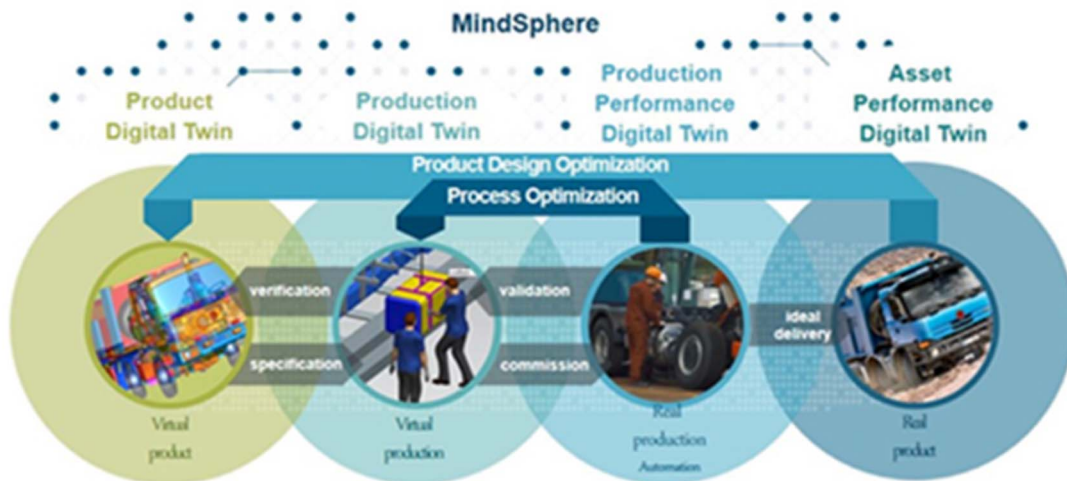 MindSphere
Product
Digital Twin
Production
Digital Twin
Production
Performance
Digital Twin
Asset
Performance
Digital Twin
Product Design Optimization
Process Optimization
verification
validation
ideal
delivery
specification
commission
Virtual
product
Virtual
production
Real
production
Automation
Real
product